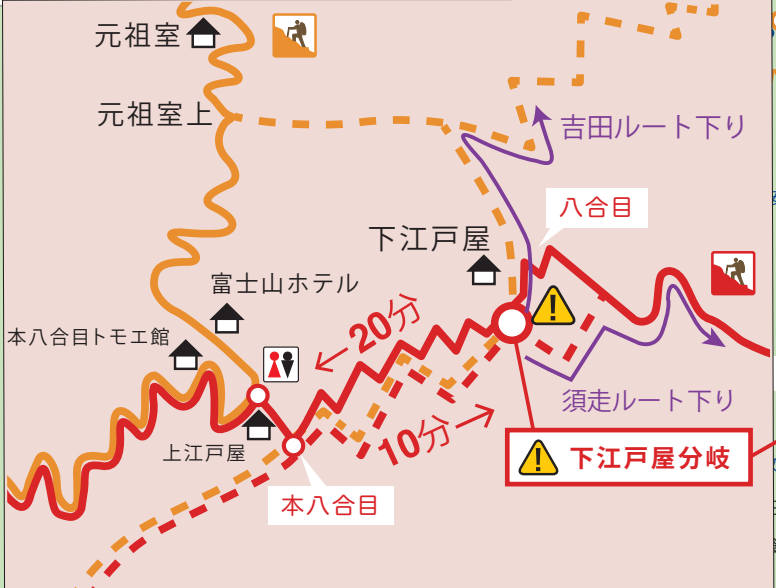 元祖室
元祖室上
吉田ルート下り
八合目
下江戸屋
富士山ホテル
20分
本八合目トモエ館
須走ルート下り
10分
上江戸屋
下江戸屋分岐
本八合目